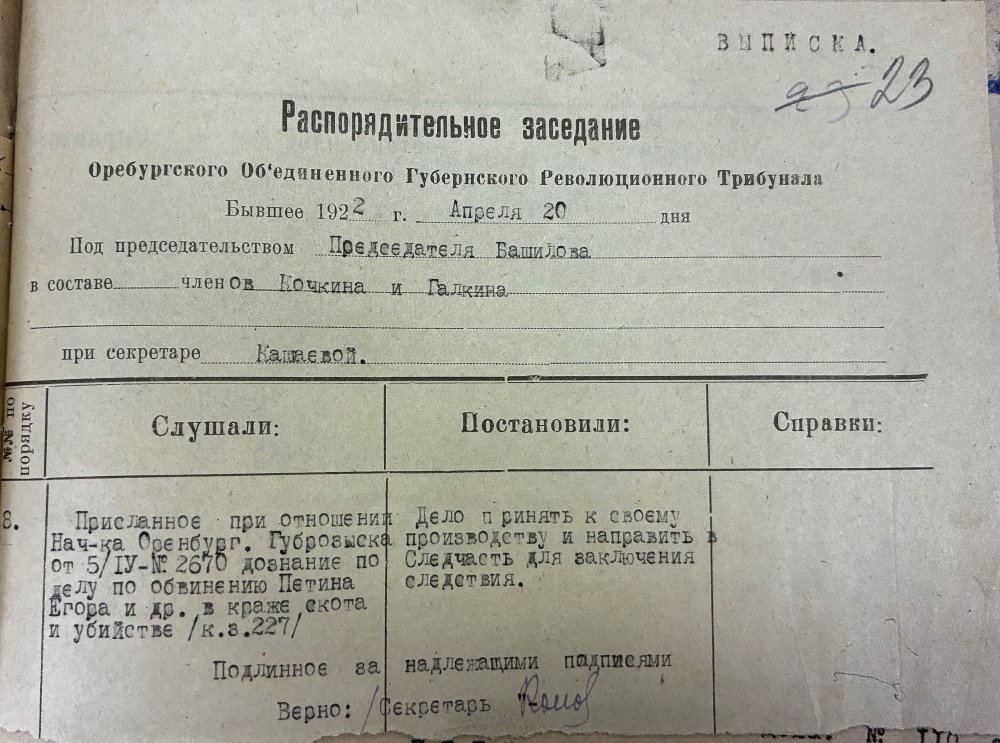 ВЫПИСКА.
23
Распорядительное заседание
Оребургского Об'единенного Губернского Революционного Трибунала
Бывшее 1922 г. Апреля 20 дня
Под председательством Председателя Башилова
в составе членов Кочкина и Галкина
при секретаре Кашаевой.
№№ по порядку
Слушали:
Постановили:
Справки:
8.
Присланное при отношении
Нач-ка Оренбург. Губрозыска
от 5/IУ-№ 2670 дознание по
делу по обвинению Петина
Егора и др. в краже скота
и убийстве /к.з.227/
Дело принять к своему
производству и направить в
Следчасть для заключения
следствия.
Подлинное за надлежащими подписями
Верно: /Секретарь